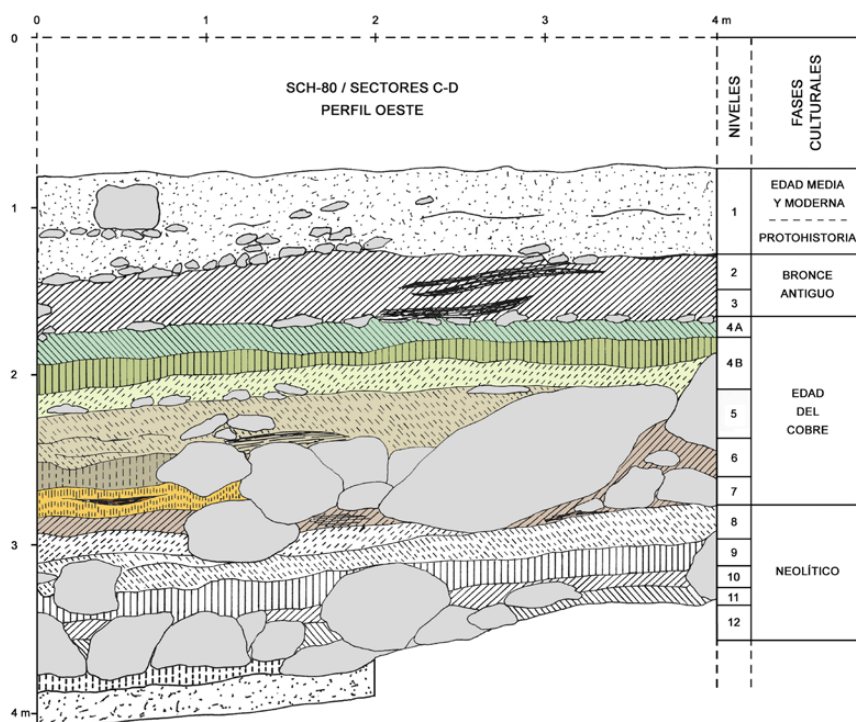 0 1 2 3 4 m
0
SCH-80 / SECTORES C-D
PERFIL OESTE
NIVELES
FASES
CULTURALES
1
EDAD MEDIA
Y MODERNA
PROTOHISTORIA
1
2
BRONCE
ANTIGUO
3
4A
2
4B
5
EDAD
DEL
COBRE
6
7
3
8
9
NEOLÍTICO
10
11
12
4 m